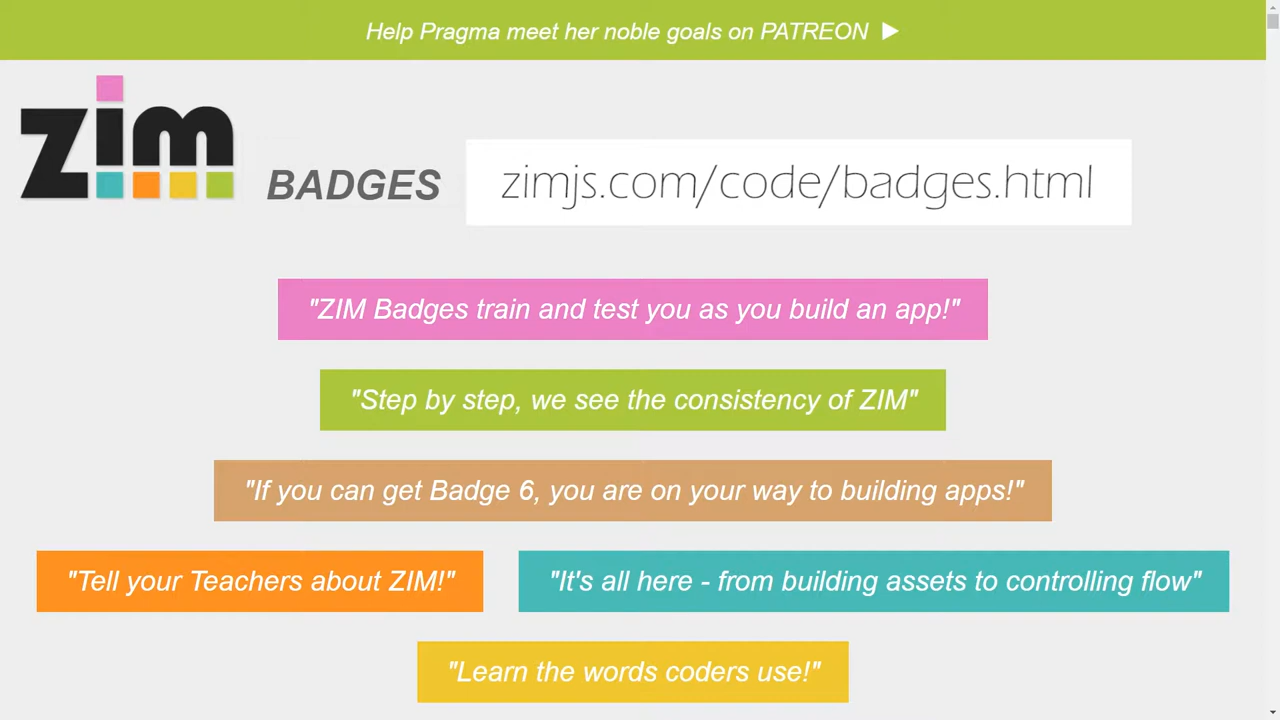 Help Pragma meet her noble goals on PATREON ▶
zim
BADGES
zimjs.com/code/badges.html
"ZIM Badges train and test you as you build an app!"
"Step by step, we see the consistency of ZIM"
"If you can get Badge 6, you are on your way to building apps!"
"Tell your Teachers about ZIM!"
"It's all here - from building assets to controlling flow"
"Learn the words coders use!"